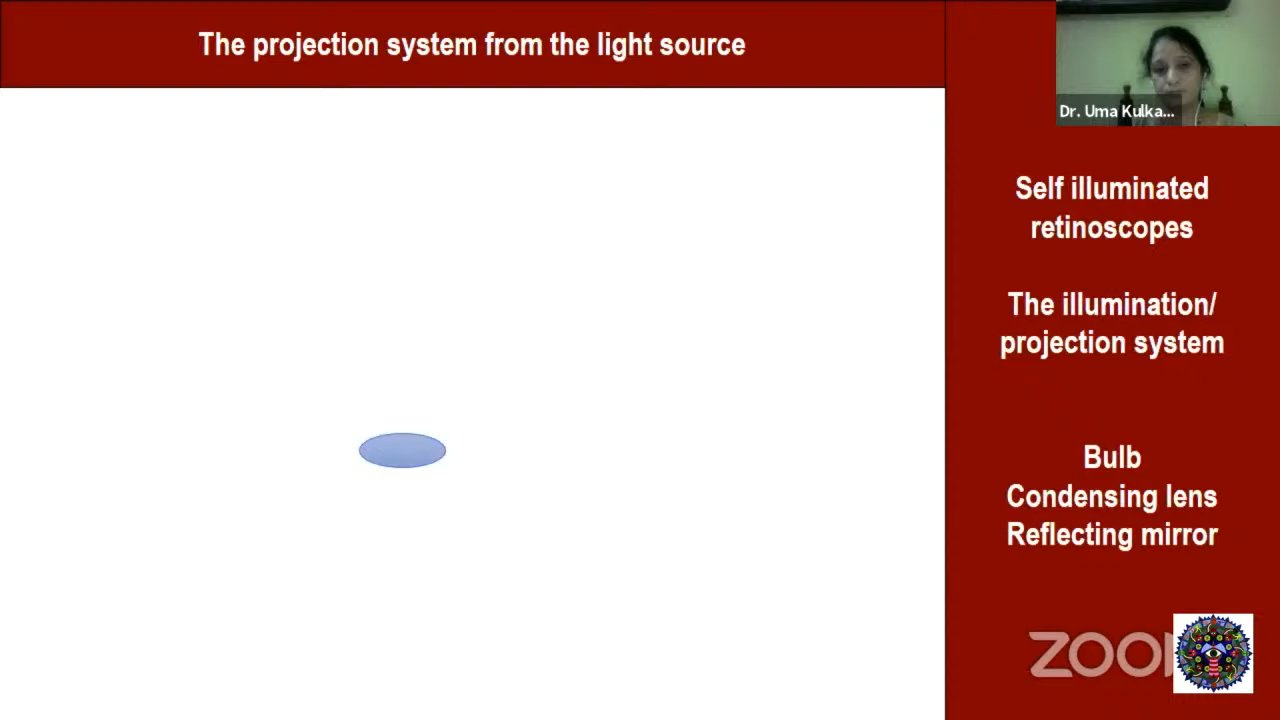 The projection system from the light source
Dr. Uma Kulka...
Self illuminated
retinoscopes
The illumination/
projection system
Bulb
Condensing lens
Reflecting mirror
ZOOM